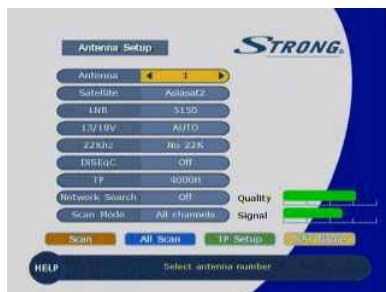 Antenna Setup
STRONG.
Antenna 1
Satellite Asiasat2
LNB 5150
13/18V AUTO
22Khz No 22K
DiSEqC Off
TP 4000H
Network Search Off
Scan Mode All channels
Quality
Signal
Scan All Scan TP Setup
HELP Select antenna number